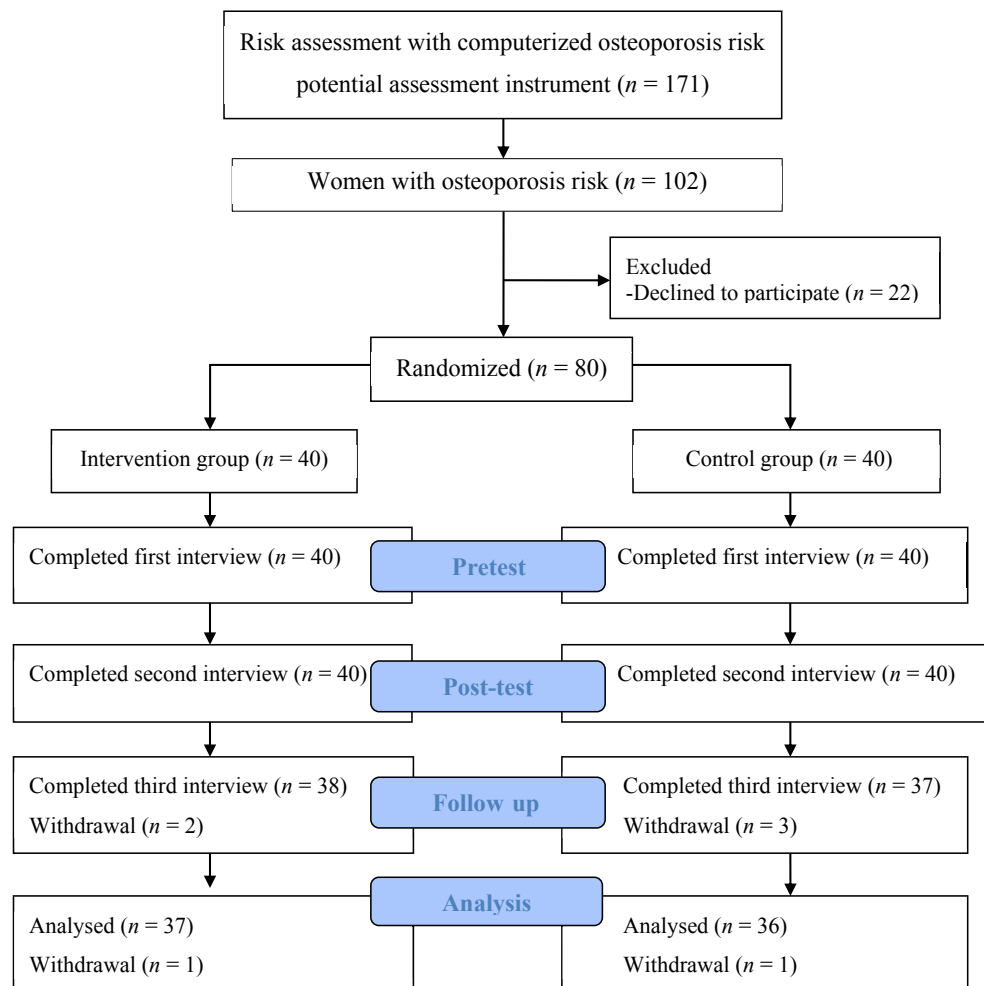 Risk assessment with computerized osteoporosis risk
potential assessment instrument (n = 171)
Women with osteoporosis risk (n = 102)
Excluded
-Declined to participate (n = 22)
Randomized (n = 80)
Intervention group (n = 40)
Control group (n = 40)
Completed first interview (n = 40)
Pretest
Completed first interview (n = 40)
Completed second interview (n = 40)
Post-test
Completed second interview (n = 40)
Completed third interview (n = 38)
Withdrawal (n = 2)
Follow up
Completed third interview (n = 37)
Withdrawal (n = 3)
Analysis
Analysed (n = 37)
Withdrawal (n = 1)
Analysed (n = 36)
Withdrawal (n = 1)